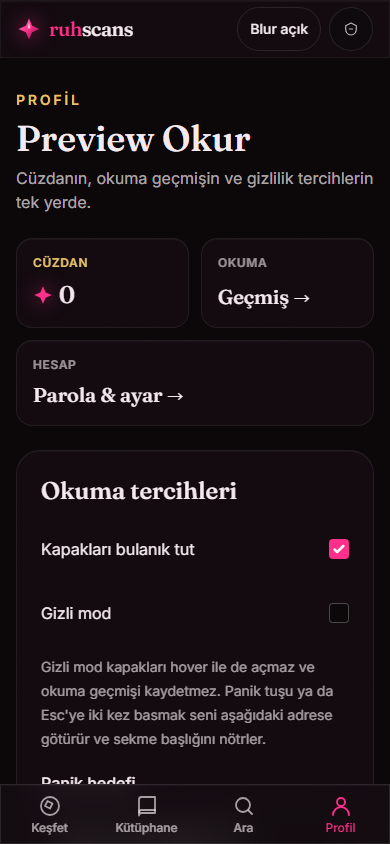 ruhscans
Blur açık
PROFİL
Preview Okur
Cüzdanın, okuma geçmişin ve gizlilik tercihlerin
tek yerde.
CÜZDAN
0
OKUMA
Geçmiş →
HESAP
Parola & ayar →
Okuma tercihleri
Kapakları bulanık tut
Gizli mod
Gizli mod kapakları hover ile de açmaz ve
okuma geçmişi kaydetmez. Panik tuşu ya da
Esc'ye iki kez basmak seni aşağıdaki adrese
götürür ve sekme başlığını nötrler.
Panik hedefi
Keşfet
Kütüphane
Ara
Profil